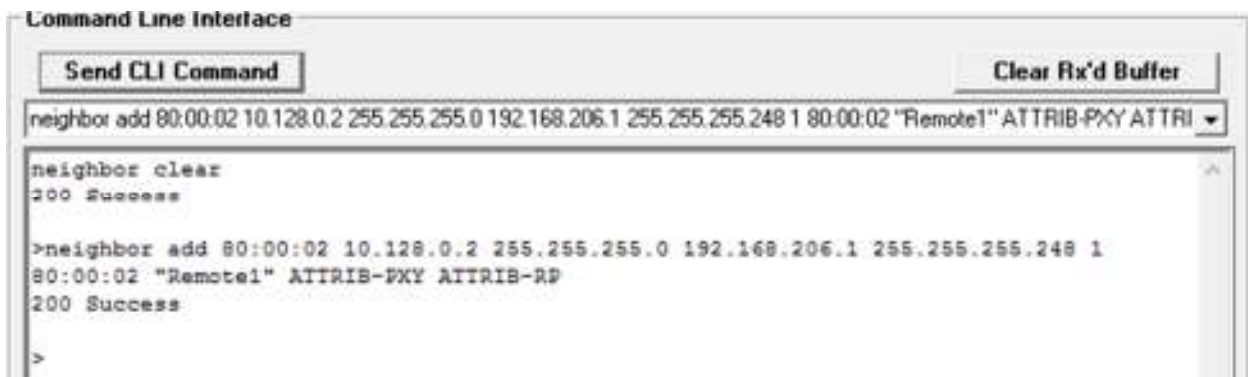 Command Line Interface
Send CLI Command
Clear Rx'd Buffer
neighbor add 80:00:02 10.128.0.2 255.255.255.0 192.168.206.1 255.255.255.248 1 80:00:02 "Remote1" ATTRIB-PXY ATTRI
neighbor clear
200 Success
>neighbor add 80:00:02 10.128.0.2 255.255.255.0 192.168.206.1 255.255.255.248 1
80:00:02 "Remote1" ATTRIB-PXY ATTRIB-RP
200 Success
>